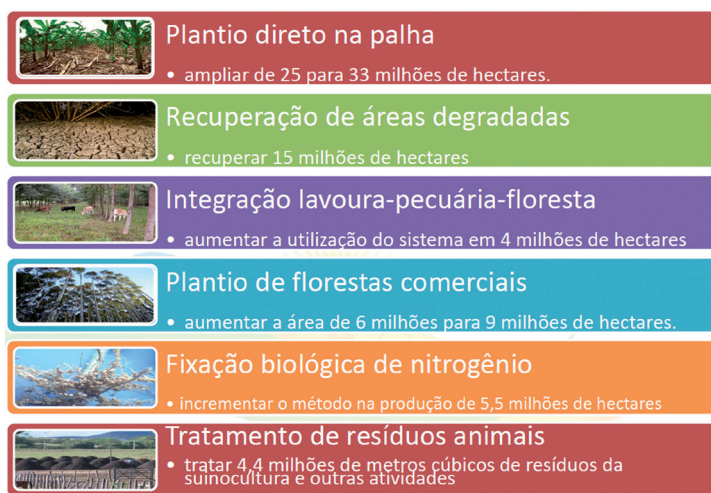 Plantio direto na palha
• ampliar de 25 para 33 milhões de hectares.
Recuperação de áreas degradadas
• recuperar 15 milhões de hectares
Integração lavoura-pecuária-floresta
• aumentar a utilização do sistema em 4 milhões de hectares
Plantio de florestas comerciais
• aumentar a área de 6 milhões para 9 milhões de hectares.
Fixação biológica de nitrogênio
• incrementar o método na produção de 5,5 milhões de hectares
Tratamento de resíduos animais
• tratar 4,4 milhões de metros cúbicos de resíduos da
suinocultura e outras atividades